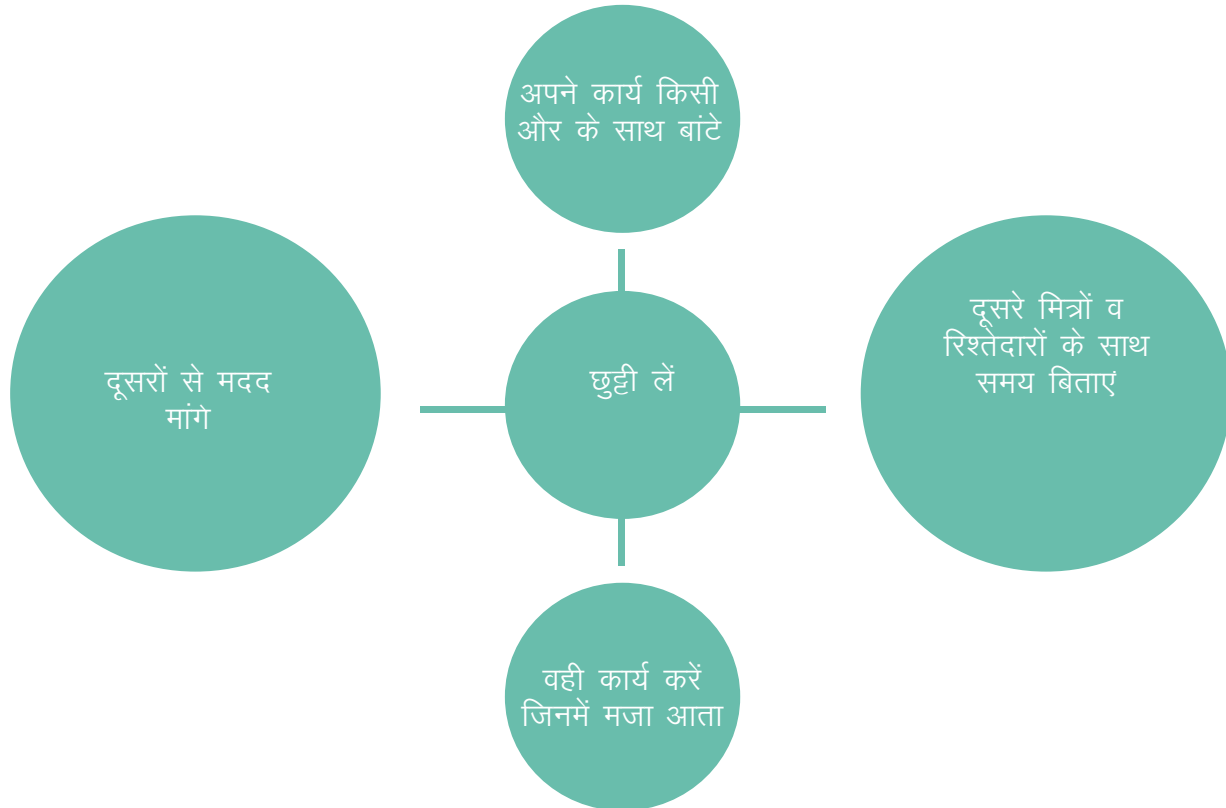 अपने कार्य किसी
और के साथ बांटे
दूसरों से मदद
मांगे
छुट्टी लें
दूसरे मित्रों व
रिश्तेदारों के साथ
समय बिताएं
वही कार्य करें
जिनमें मजा आता